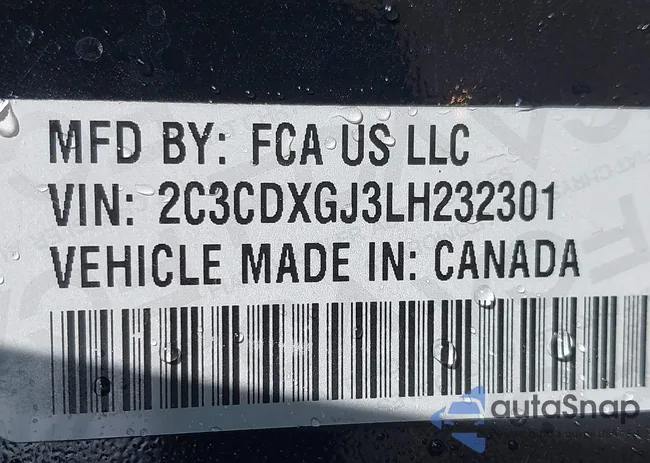 MFD BY: FCA US LLC
VIN: 2C3CDXGJ3LH232301
VEHICLE MADE IN: CANADA
autoSnap